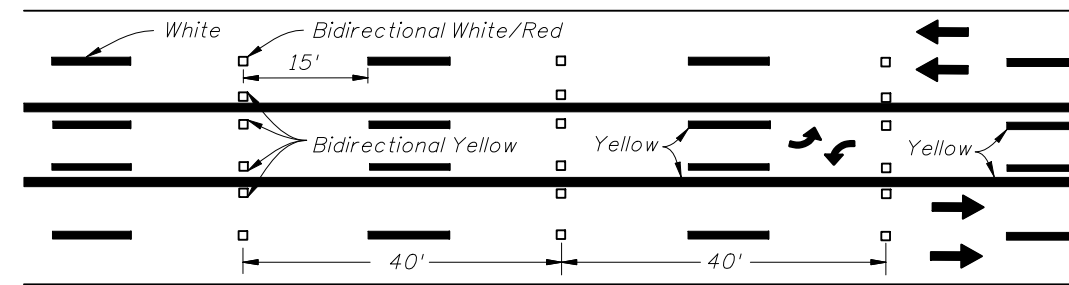 White
Bidirectional White/Red
15'
Bidirectional Yellow
Yellow
Yellow
40'
40'